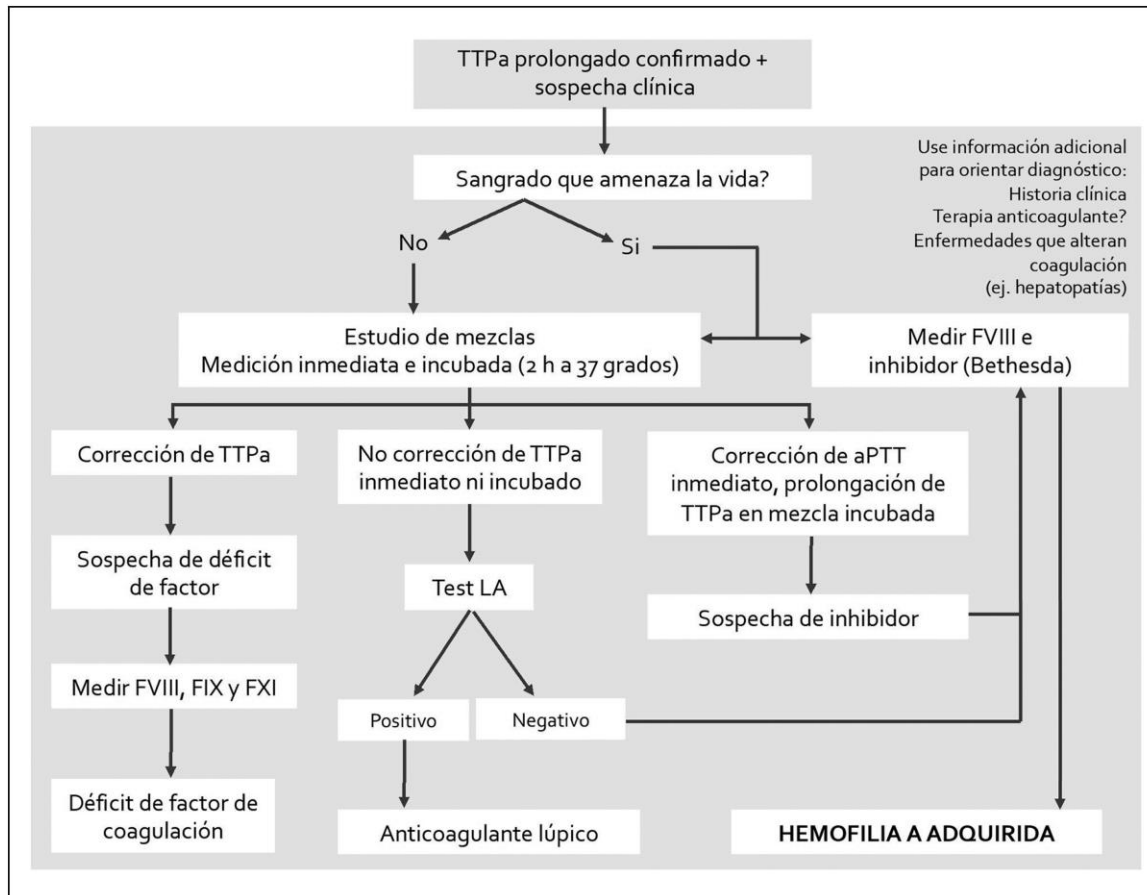 TTPa prolongado confirmado +
sospecha clínica
Use información adicional
para orientar diagnóstico:
Historia clínica
Terapia anticoagulante?
Enfermedades que alteran
coagulación
(ej. hepatopatías)
Sangrado que amenaza la vida?
No
Si
Estudio de mezclas
Medición inmediata e incubada (2 h a 37 grados)
Medir FVIII e
inhibidor (Bethesda)
Corrección de TTPa
No corrección de TTPa
inmediato ni incubado
Corrección de aPTT
inmediato, prolongación de
TTPa en mezcla incubada
Sospecha de déficit
de factor
Test LA
Sospecha de inhibidor
Medir FVIII, FIX y FXI
Positivo
Negativo
Déficit de factor de
coagulación
Anticoagulante lúpico
HEMOFILIA A ADQUIRIDA